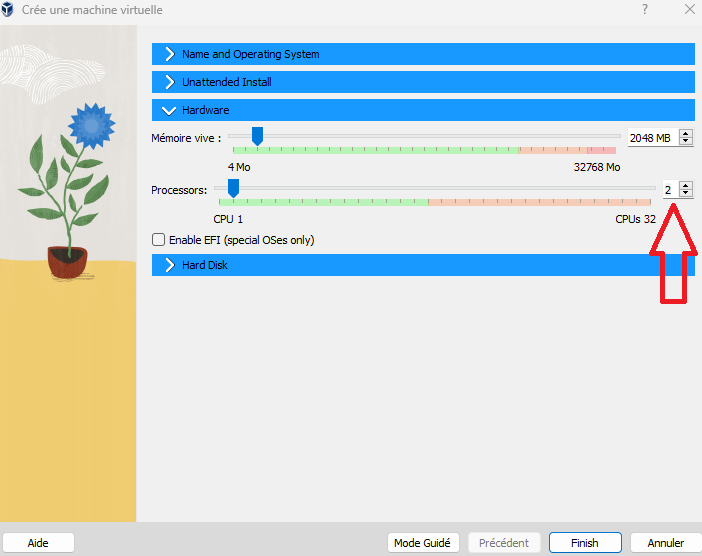 Crée une machine virtuelle
Name and Operating System
Unattended Install
Hardware
Mémoire vive : 2048 MB
4 Mo 32768 Mo
Processors: 2
CPU 1 CPUs 32
Enable EFI (special OSes only)
Hard Disk
Aide Mode Guidé Précédent Finish Annuler